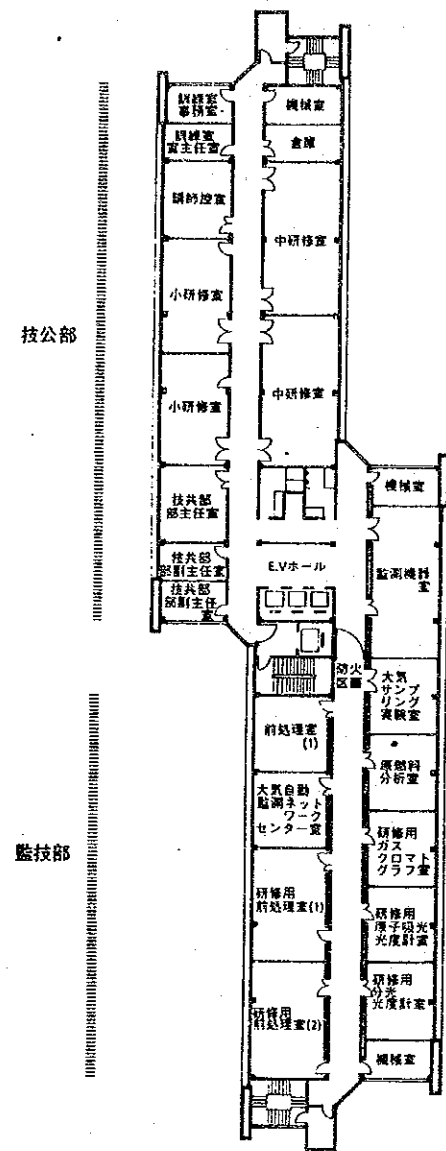 訓練室
事務室
機械室
訓練室
室主任室
倉庫
講師控室
中研修室
小研修室
技公部
小研修室
中研修室
技共部
部主任室
機械室
技共部
部副主任室
E.Vホール
監測機器
室
技共部
部副主任
室
防火
区画
大気
サンプ
リング
実験室
前処理室
(1)
原燃料
分析室
大気自動
監測ネット
ワーク
センター室
監技部
研修用
ガス
クロマト
グラフ室
研修用
前処理室(1)
研修用
原子吸光
光度計室
研修用
分光
光度計室
研修用
前処理室(2)
機械室